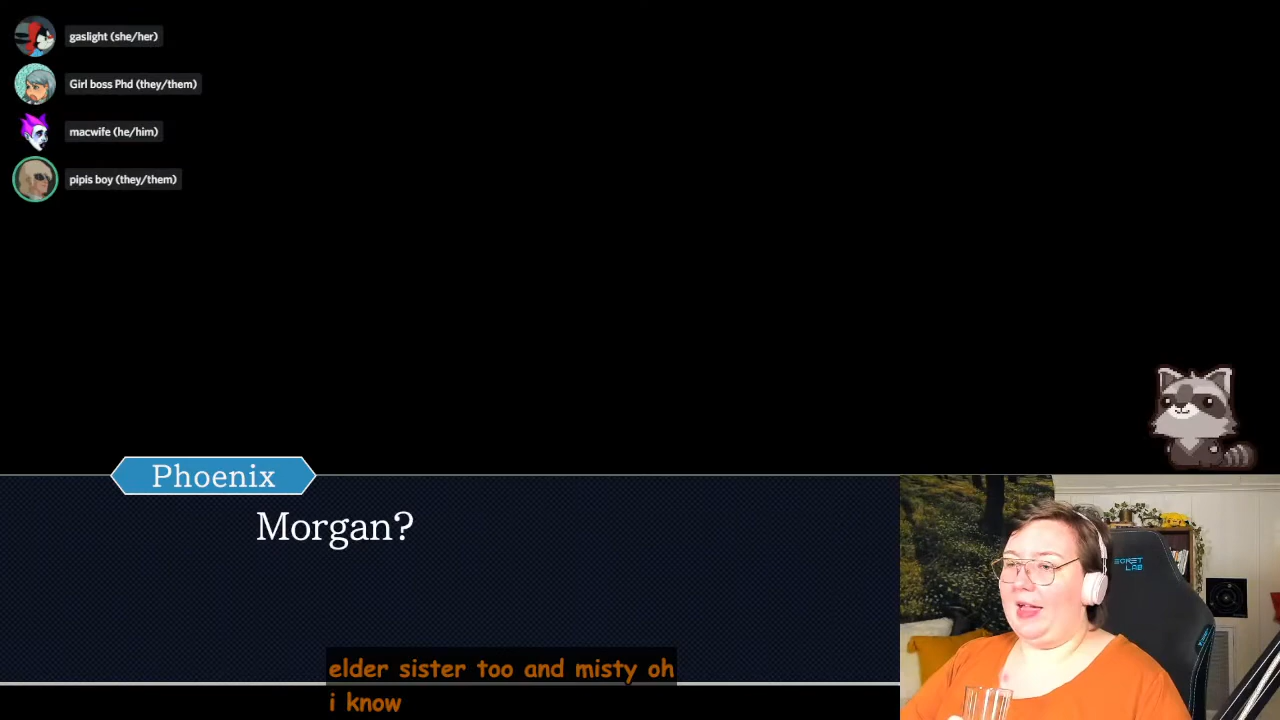 gaslight (she/her)
Girl boss Phd (they/them)
macwife (he/him)
pipis boy (they/them)
Phoenix
Morgan?
elder sister too and misty oh
i know